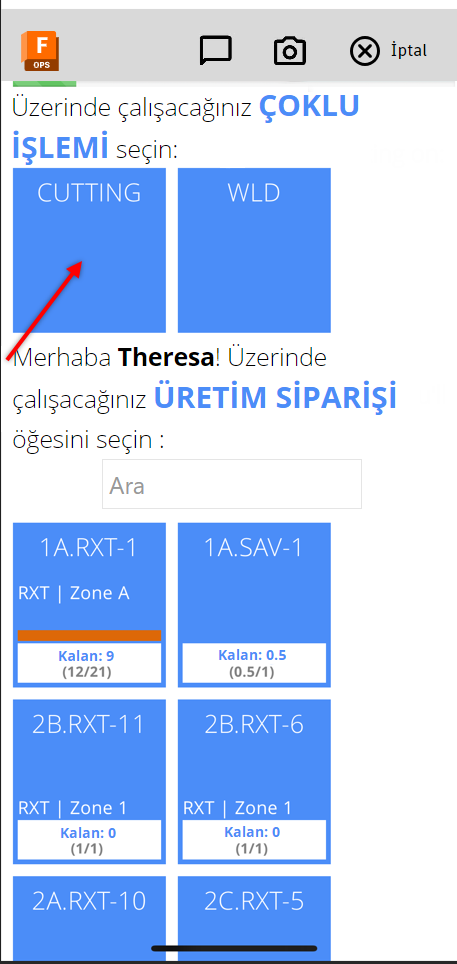 F
OPS
İptal
Üzerinde çalışacağınız ÇOKLU
İŞLEMİ seçin:
CUTTING
WLD
Merhaba Theresa! Üzerinde
çalışacağınız ÜRETİM SİPARİŞİ
öğesini seçin :
Ara
1A.RXT-1
RXT | Zone A
Kalan: 9
(12/21)
1A.SAV-1
Kalan: 0.5
(0.5/1)
2B.RXT-11
RXT | Zone 1
Kalan: 0
(1/1)
2B.RXT-6
RXT | Zone 1
Kalan: 0
(1/1)
2A.RXT-10
2C.RXT-5